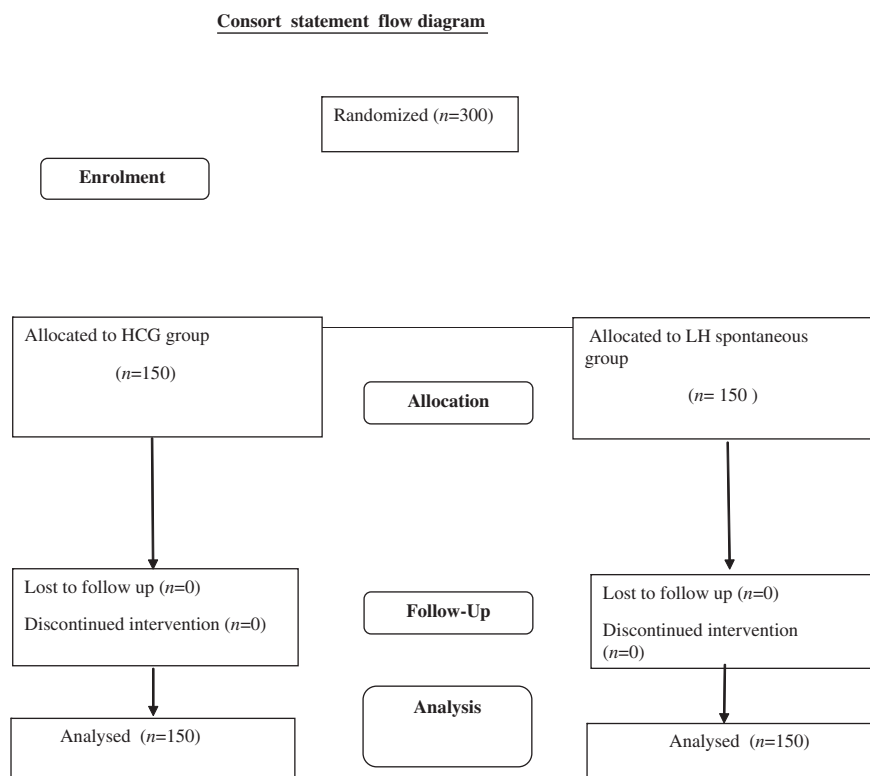 Consort statement flow diagram
Randomized (n=300)
Enrolment
Allocated to HCG group
(n=150)
Allocated to LH spontaneous
group
(n= 150 )
Allocation
Lost to follow up (n=0)
Discontinued intervention (n=0)
Follow-Up
Lost to follow up (n=0)
Discontinued intervention
(n=0)
Analysis
Analysed (n=150)
Analysed (n=150)